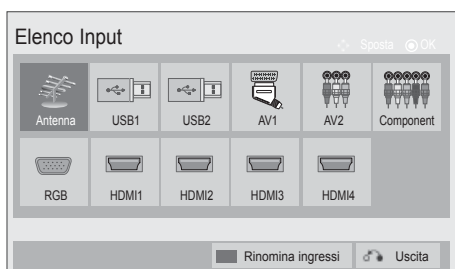 Elenco Input
Sposta OK
Antenna USB1 USB2 AV1 AV2 Component
RGB HDMI1 HDMI2 HDMI3 HDMI4
Rinomina ingressi Uscita